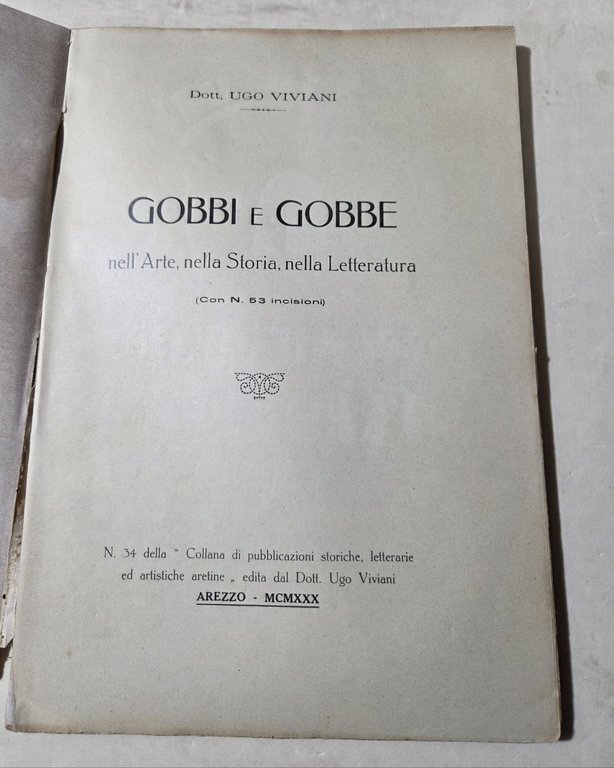 Dott. UGO VIVIANI
GOBBI E GOBBE
nell'Arte, nella Storia, nella Letteratura
(Con N. 53 incisioni)
N. 34 della " Collana di pubblicazioni storiche, letterarie
ed artistiche aretine „ edita dal Dott. Ugo Viviani
AREZZO - MCMXXX